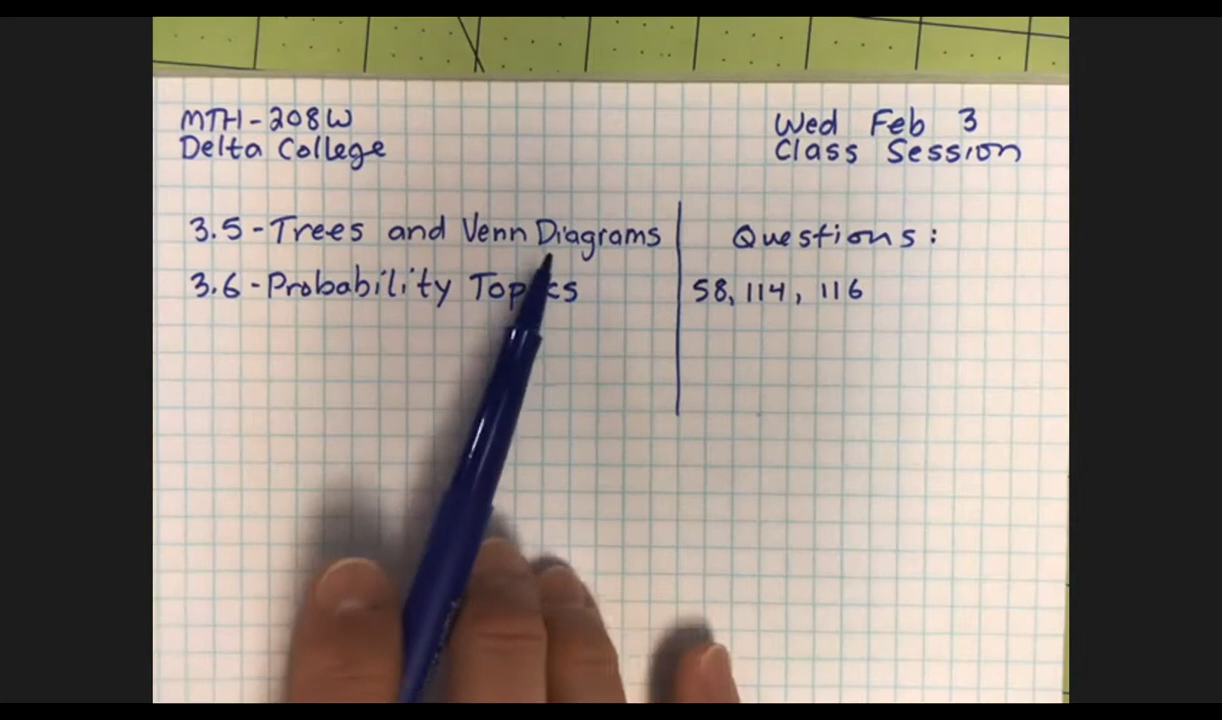 MTH-208W
Delta College
Wed Feb 3
Class Session
3.5-Trees and Venn Diagrams
3.6-Probability Topics
Questions:
58, 114, 116